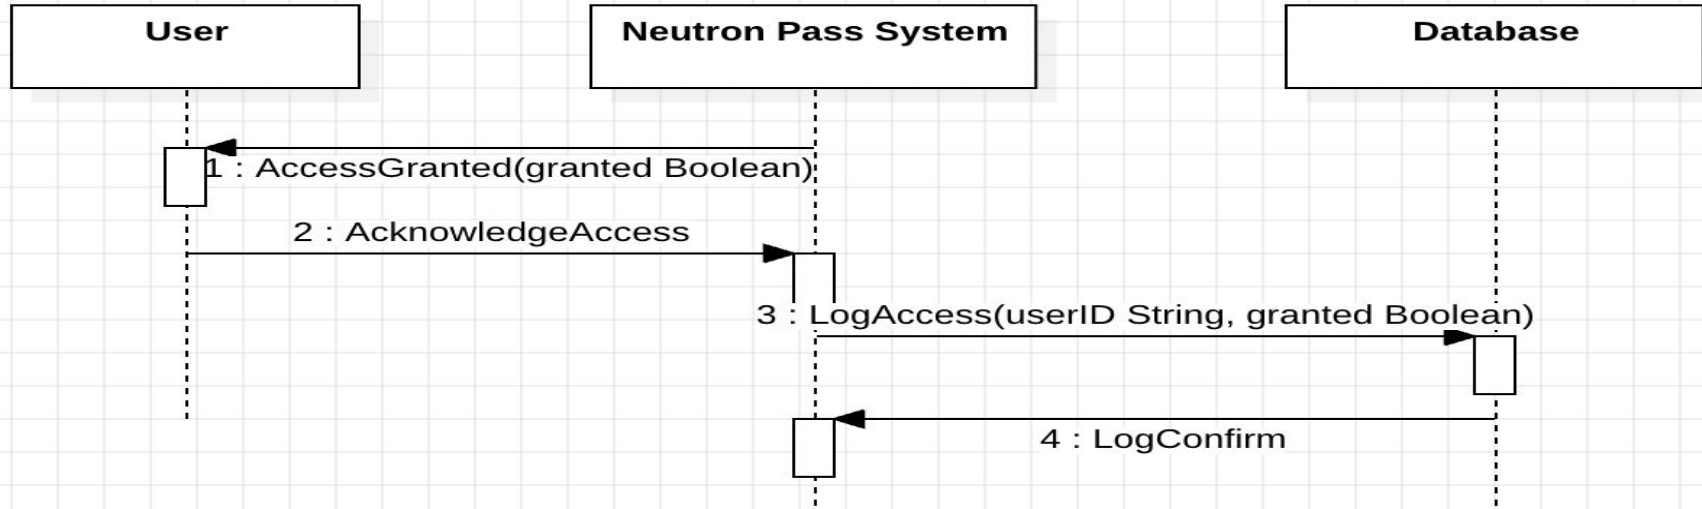 User
Neutron Pass System
Database
1 : AccessGranted(granted Boolean)
2 : AcknowledgeAccess
3 : LogAccess(userID String, granted Boolean)
4 : LogConfirm